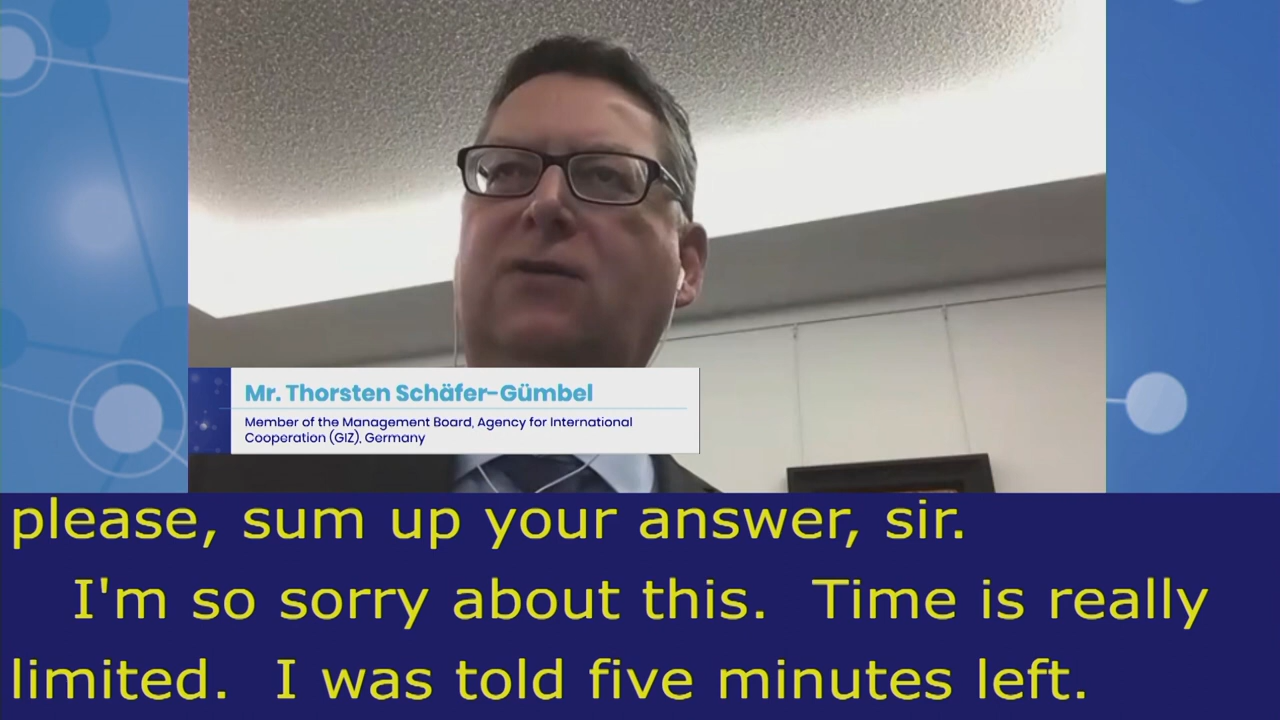 Mr. Thorsten Schäfer-Gümbel
Member of the Management Board, Agency for International
Cooperation (GIZ), Germany
please, sum up your answer, sir.
I'm so sorry about this. Time is really
limited. I was told five minutes left.